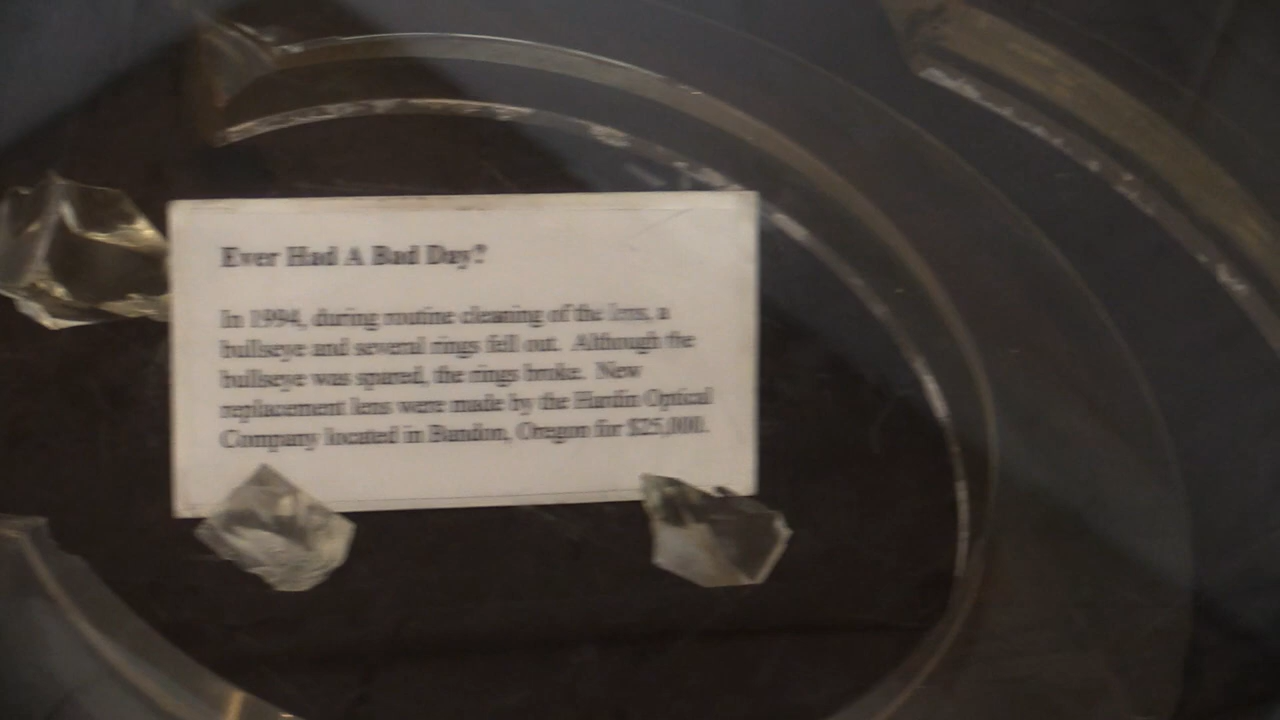 Ever Had A Bad Day?
In 1994, during routine cleaning of the lens, a
bullseye and several rings fell out. Although the
bullseye was spared, the rings broke. New
replacement lens were made by the Hardin Optical
Company located in Bandon, Oregon for $25,000.